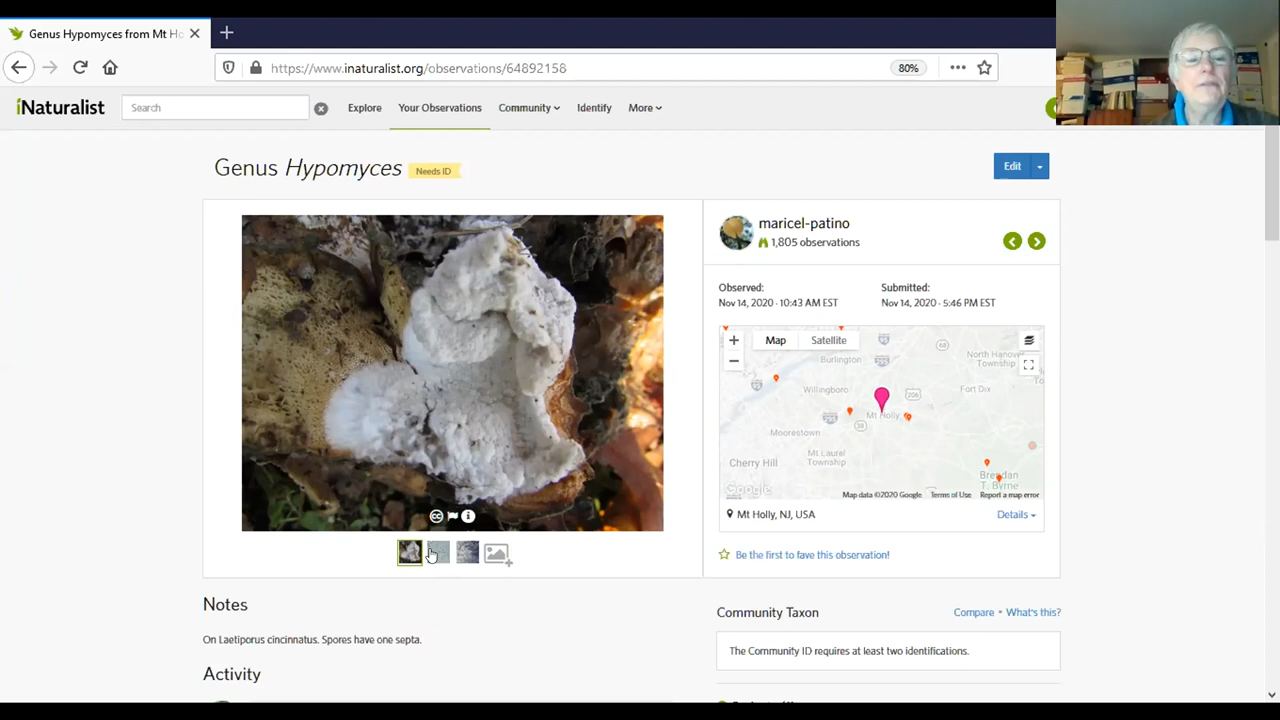 Genus Hypomyces from Mt Ho
https://www.inaturalist.org/observations/64892158
80%
iNaturalist
Search
Explore
Your Observations
Community
Identify
More
Genus Hypomyces
Needs ID
Edit
maricel-patino
1,805 observations
Observed:
Submitted:
Nov 14, 2020 · 10:43 AM EST
Nov 14, 2020 · 5:46 PM EST
Map
Satellite
Burlington
North Hanover
Township
68
Willingboro
206
Fort Dix
Mt Holly
Moorestown
38
Mt Laurel
Township
Cherry Hill
Brendan
T. Byrne
Google
Map data ©2020 Google
Terms of Use
Report a map error
Mt Holly, NJ, USA
Details
Be the first to fave this observation!
Notes
Community Taxon
Compare · What's this?
On Laetiporus cincinnatus. Spores have one septa.
The Community ID requires at least two identifications.
Activity